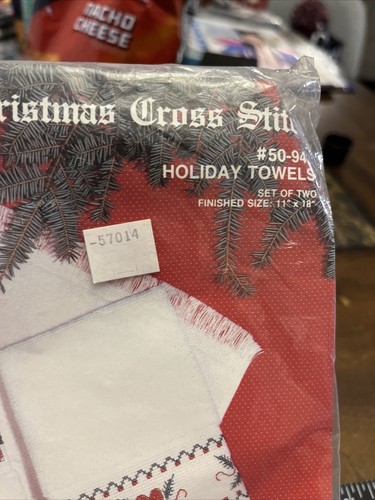 NACHO
CHEESE
ristmas Cross Stit
#50-94
HOLIDAY TOWELS
SET OF TWO
FINISHED SIZE: 11" x 18"
-57014